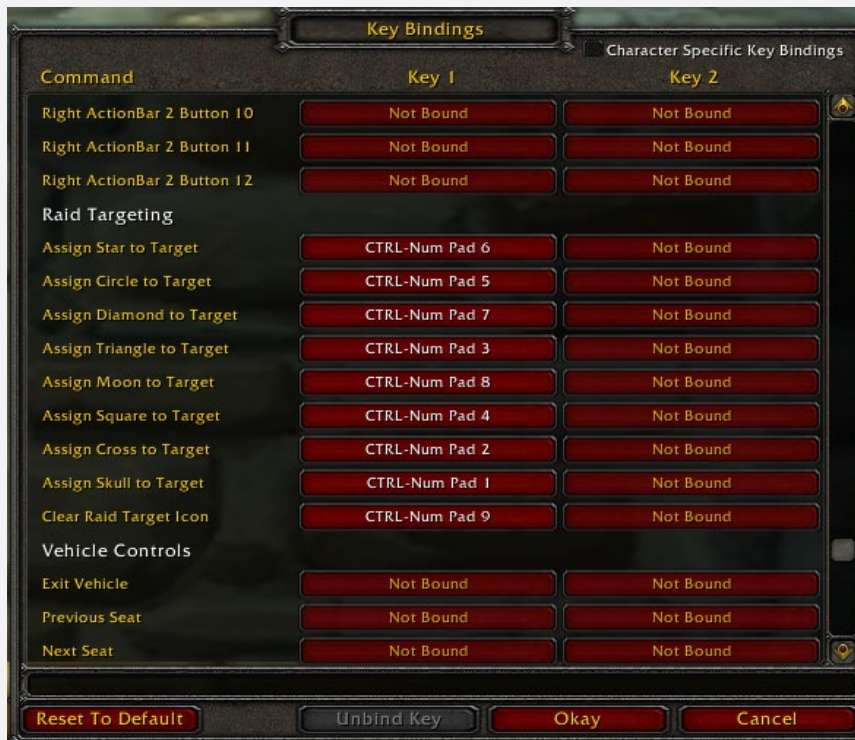 Key Bindings
Character Specific Key Bindings
Command Key 1 Key 2
Right ActionBar 2 Button 10 Not Bound Not Bound
Right ActionBar 2 Button 11 Not Bound Not Bound
Right ActionBar 2 Button 12 Not Bound Not Bound
Raid Targeting
Assign Star to Target CTRL-Num Pad 6 Not Bound
Assign Circle to Target CTRL-Num Pad 5 Not Bound
Assign Diamond to Target CTRL-Num Pad 7 Not Bound
Assign Triangle to Target CTRL-Num Pad 3 Not Bound
Assign Moon to Target CTRL-Num Pad 8 Not Bound
Assign Square to Target CTRL-Num Pad 4 Not Bound
Assign Cross to Target CTRL-Num Pad 2 Not Bound
Assign Skull to Target CTRL-Num Pad 1 Not Bound
Clear Raid Target Icon CTRL-Num Pad 9 Not Bound
Vehicle Controls
Exit Vehicle Not Bound Not Bound
Previous Seat Not Bound Not Bound
Next Seat Not Bound Not Bound
Reset To Default Unbind Key Okay Cancel